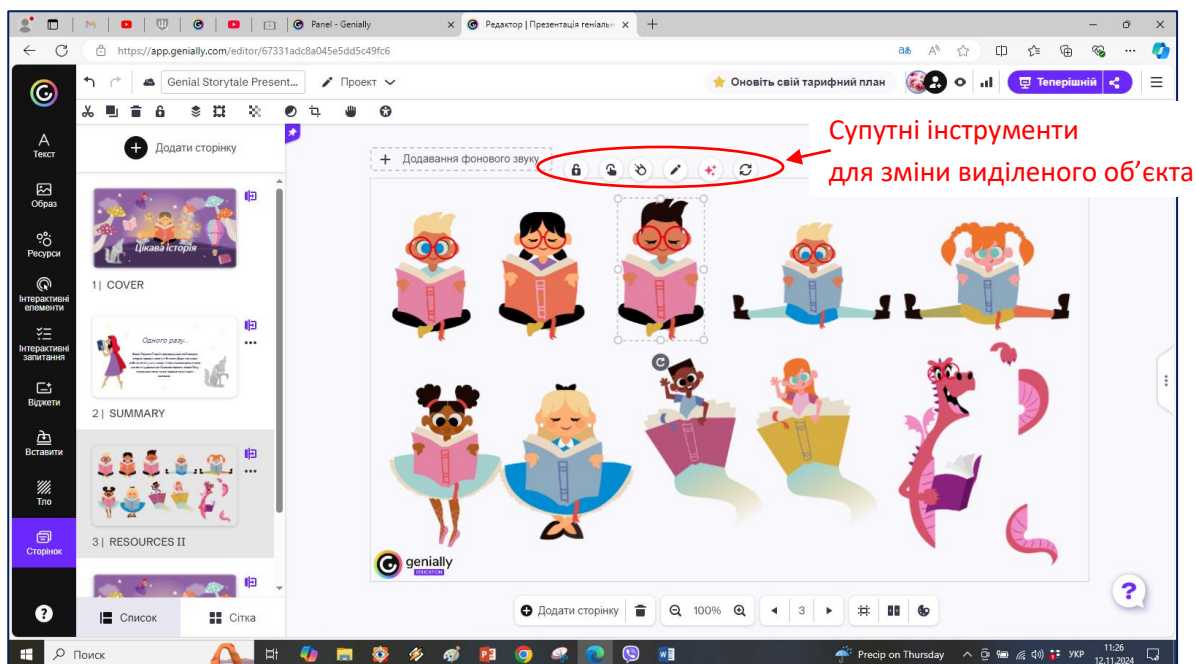 Panel - Genially
Редактор | Презентація геніальн
https://app.genially.com/editor/67331adc8a045e5dd5c49fc6
Genial Storytale Present...
Проект
Оновіть свій тарифний план
Теперішній
Супутні інструменти
для зміни виділеного об’єкта
A
Текст
Образ
Ресурси
Інтерактивні
елементи
Інтерактивні
запитання
Віджети
Вставити
Тло
Сторінок
Додати сторінку
Цікава історія
1| COVER
Одного разу...
2| SUMMARY
3| RESOURCES II
Список
Сітка
+ Додавання фонового звуку
genially
EDUCATION
Додати сторінку
100%
3
?
?
Поиск
Precip on Thursday
УКР
11:26
12.11.2024